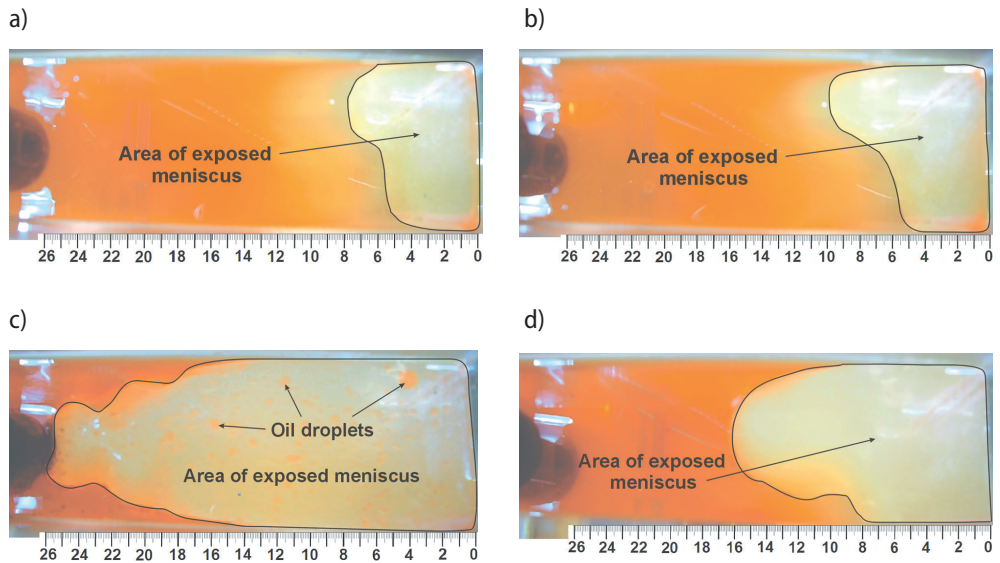 a)
Area of exposed
meniscus
26 24 22 20 18 16 14 12 10 8 6 4 2 0
b)
Area of exposed
meniscus
26 24 22 20 18 16 14 12 10 8 6 4 2 0
c)
Oil droplets
Area of exposed meniscus
26 24 22 20 18 16 14 12 10 8 6 4 2 0
d)
Area of exposed
meniscus
26 24 22 20 18 16 14 12 10 8 6 4 2 0